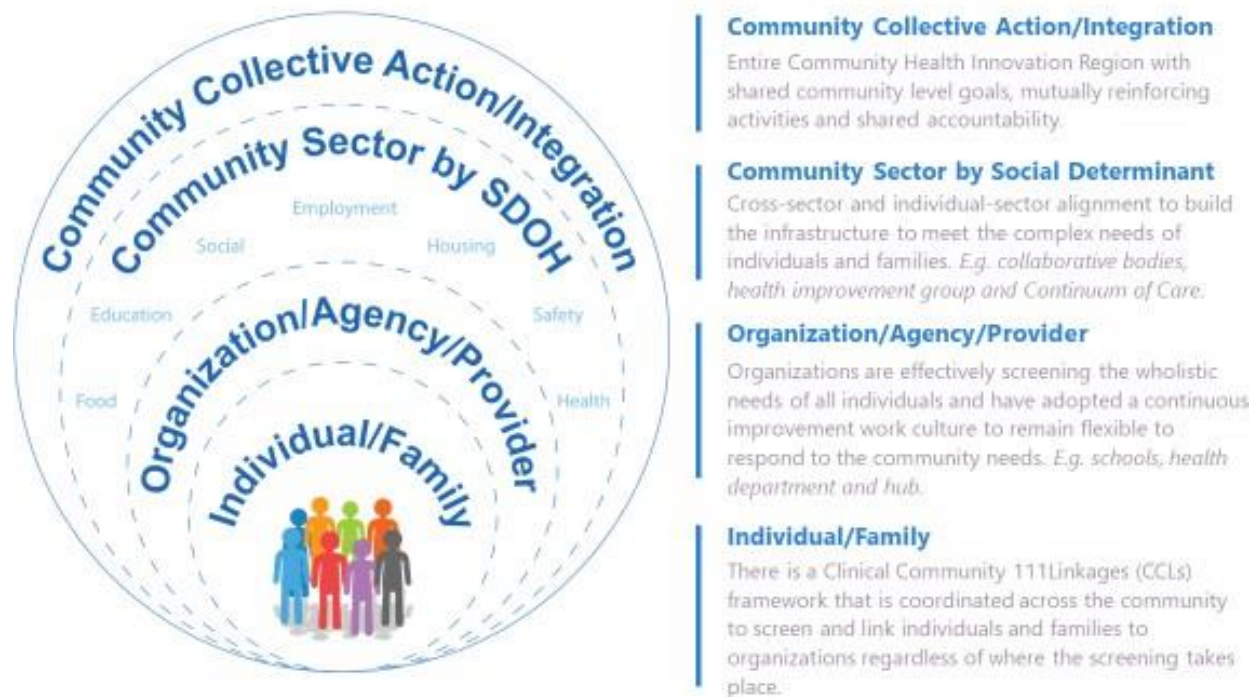 Community Collective Action/Integration
Community Sector by SDOH
Employment
Social
Housing
Education
Safety
Food
Health
Organization/Agency/Provider
Individual/Family
Community Collective Action/Integration
Entire Community Health Innovation Region with
shared community level goals, mutually reinforcing
activities and shared accountability.
Community Sector by Social Determinant
Cross-sector and individual-sector alignment to build
the infrastructure to meet the complex needs of
individuals and families. E.g. collaborative bodies,
health improvement group and Continuum of Care.
Organization/Agency/Provider
Organizations are effectively screening the wholistic
needs of all individuals and have adopted a continuous
improvement work culture to remain flexible to
respond to the community needs. E.g. schools, health
department and hub.
Individual/Family
There is a Clinical Community 111Linkages (CCLs)
framework that is coordinated across the community
to screen and link individuals and families to
organizations regardless of where the screening takes
place.